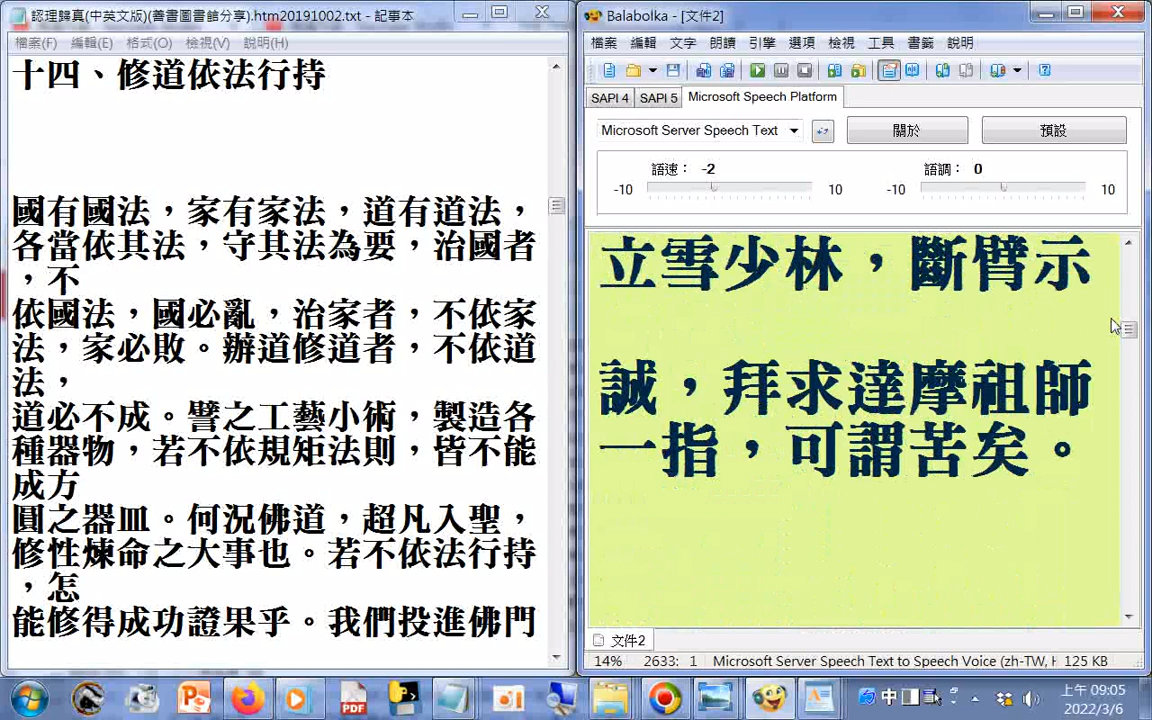 認理歸真(中英文版)(善書圖書館分享).htm20191002.txt - 記事本
檔案(F) 編輯(E) 格式(O) 檢視(V) 說明(H)
十四、修道依法行持
國有國法，家有家法，道有道法，
各當依其法，守其法為要，治國者
，不
依國法，國必亂，治家者，不依家
法，家必敗。辦道修道者，不依道
法，
道必不成。譬之工藝小術，製造各
種器物，若不依規矩法則，皆不能
成方
圓之器皿。何況佛道，超凡入聖，
修性煉命之大事也。若不依法行持
，怎
能修得成功證果乎。我們投進佛門
Balabolka - [文件2]
檔案 編輯 文字 朗讀 引擎 選項 檢視 工具 書籤 說明
SAPI 4 SAPI 5 Microsoft Speech Platform
Microsoft Server Speech Text 關於 預設
語速： -2 語調： 0
-10 10 -10 10
立雪少林，斷臂示
誠，拜求達摩祖師
一指，可謂苦矣。
文件2
14% 2633: 1 Microsoft Server Speech Text to Speech Voice (zh-TW, H 125 KB
PDF
中
上午 09:05
2022/3/6